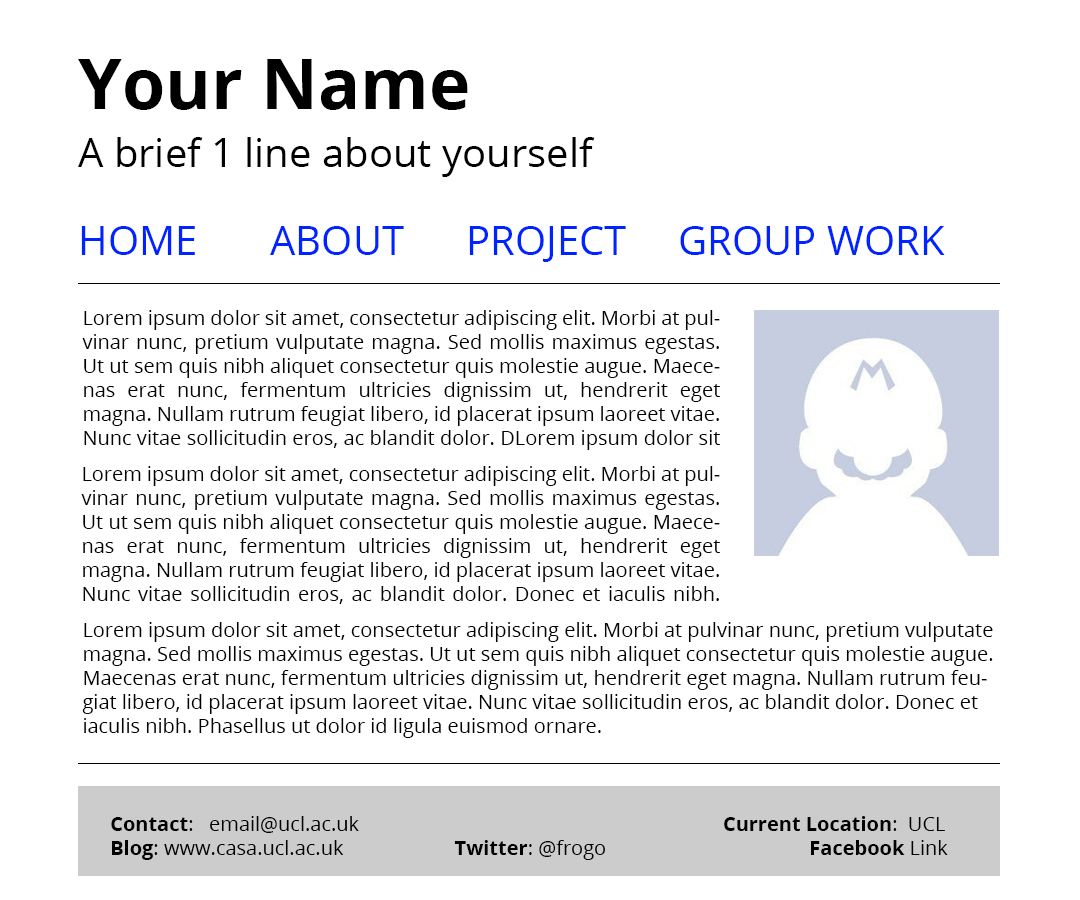 Your Name
A brief 1 line about yourself
HOME ABOUT PROJECT GROUP WORK
Lorem ipsum dolor sit amet, consectetur adipiscing elit. Morbi at pul-
vinar nunc, pretium vulputate magna. Sed mollis maximus egestas.
Ut ut sem quis nibh aliquet consectetur quis molestie augue. Maece-
nas erat nunc, fermentum ultricies dignissim ut, hendrerit eget
magna. Nullam rutrum feugiat libero, id placerat ipsum laoreet vitae.
Nunc vitae sollicitudin eros, ac blandit dolor. DLorem ipsum dolor sit
Lorem ipsum dolor sit amet, consectetur adipiscing elit. Morbi at pul-
vinar nunc, pretium vulputate magna. Sed mollis maximus egestas.
Ut ut sem quis nibh aliquet consectetur quis molestie augue. Maece-
nas erat nunc, fermentum ultricies dignissim ut, hendrerit eget
magna. Nullam rutrum feugiat libero, id placerat ipsum laoreet vitae.
Nunc vitae sollicitudin eros, ac blandit dolor. Donec et iaculis nibh.
Lorem ipsum dolor sit amet, consectetur adipiscing elit. Morbi at pulvinar nunc, pretium vulputate
magna. Sed mollis maximus egestas. Ut ut sem quis nibh aliquet consectetur quis molestie augue.
Maecenas erat nunc, fermentum ultricies dignissim ut, hendrerit eget magna. Nullam rutrum feu-
giat libero, id placerat ipsum laoreet vitae. Nunc vitae sollicitudin eros, ac blandit dolor. Donec et
iaculis nibh. Phasellus ut dolor id ligula euismod ornare.
Contact: email@ucl.ac.uk Current Location: UCL
Blog: www.casa.ucl.ac.uk Twitter: @frogo Facebook Link